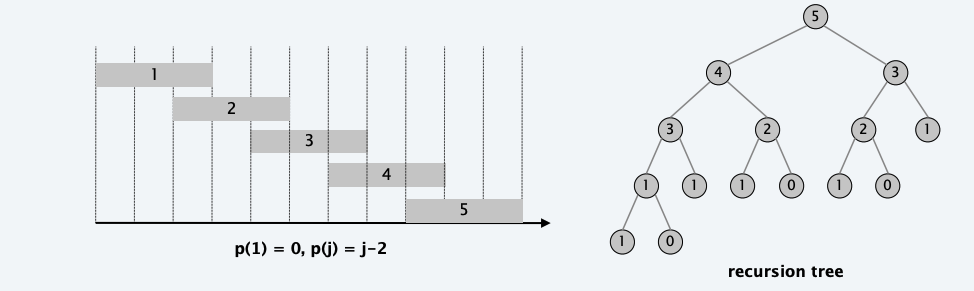 1
2
3
4
5
p(1) = 0, p(j) = j-2
5
4 3
3 2 2 1
1 1 1 0 1 0
1 0
recursion tree